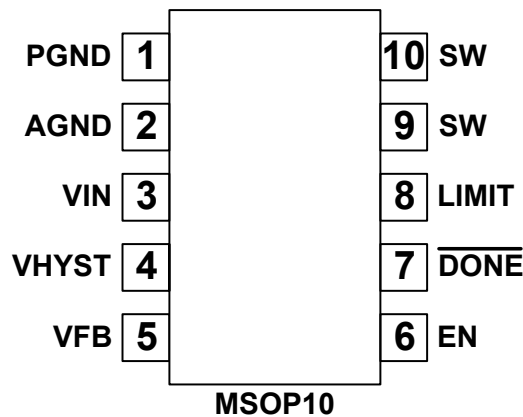 PGND 1 10 SW
AGND 2 9 SW
VIN 3 8 LIMIT
VHYST 4 7 D̅O̅N̅E̅
VFB 5 6 EN
MSOP10